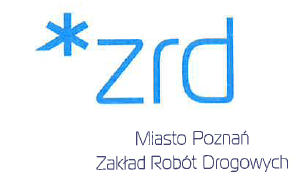 *zrd
Miasto Poznań
Zakład Robót Drogowych